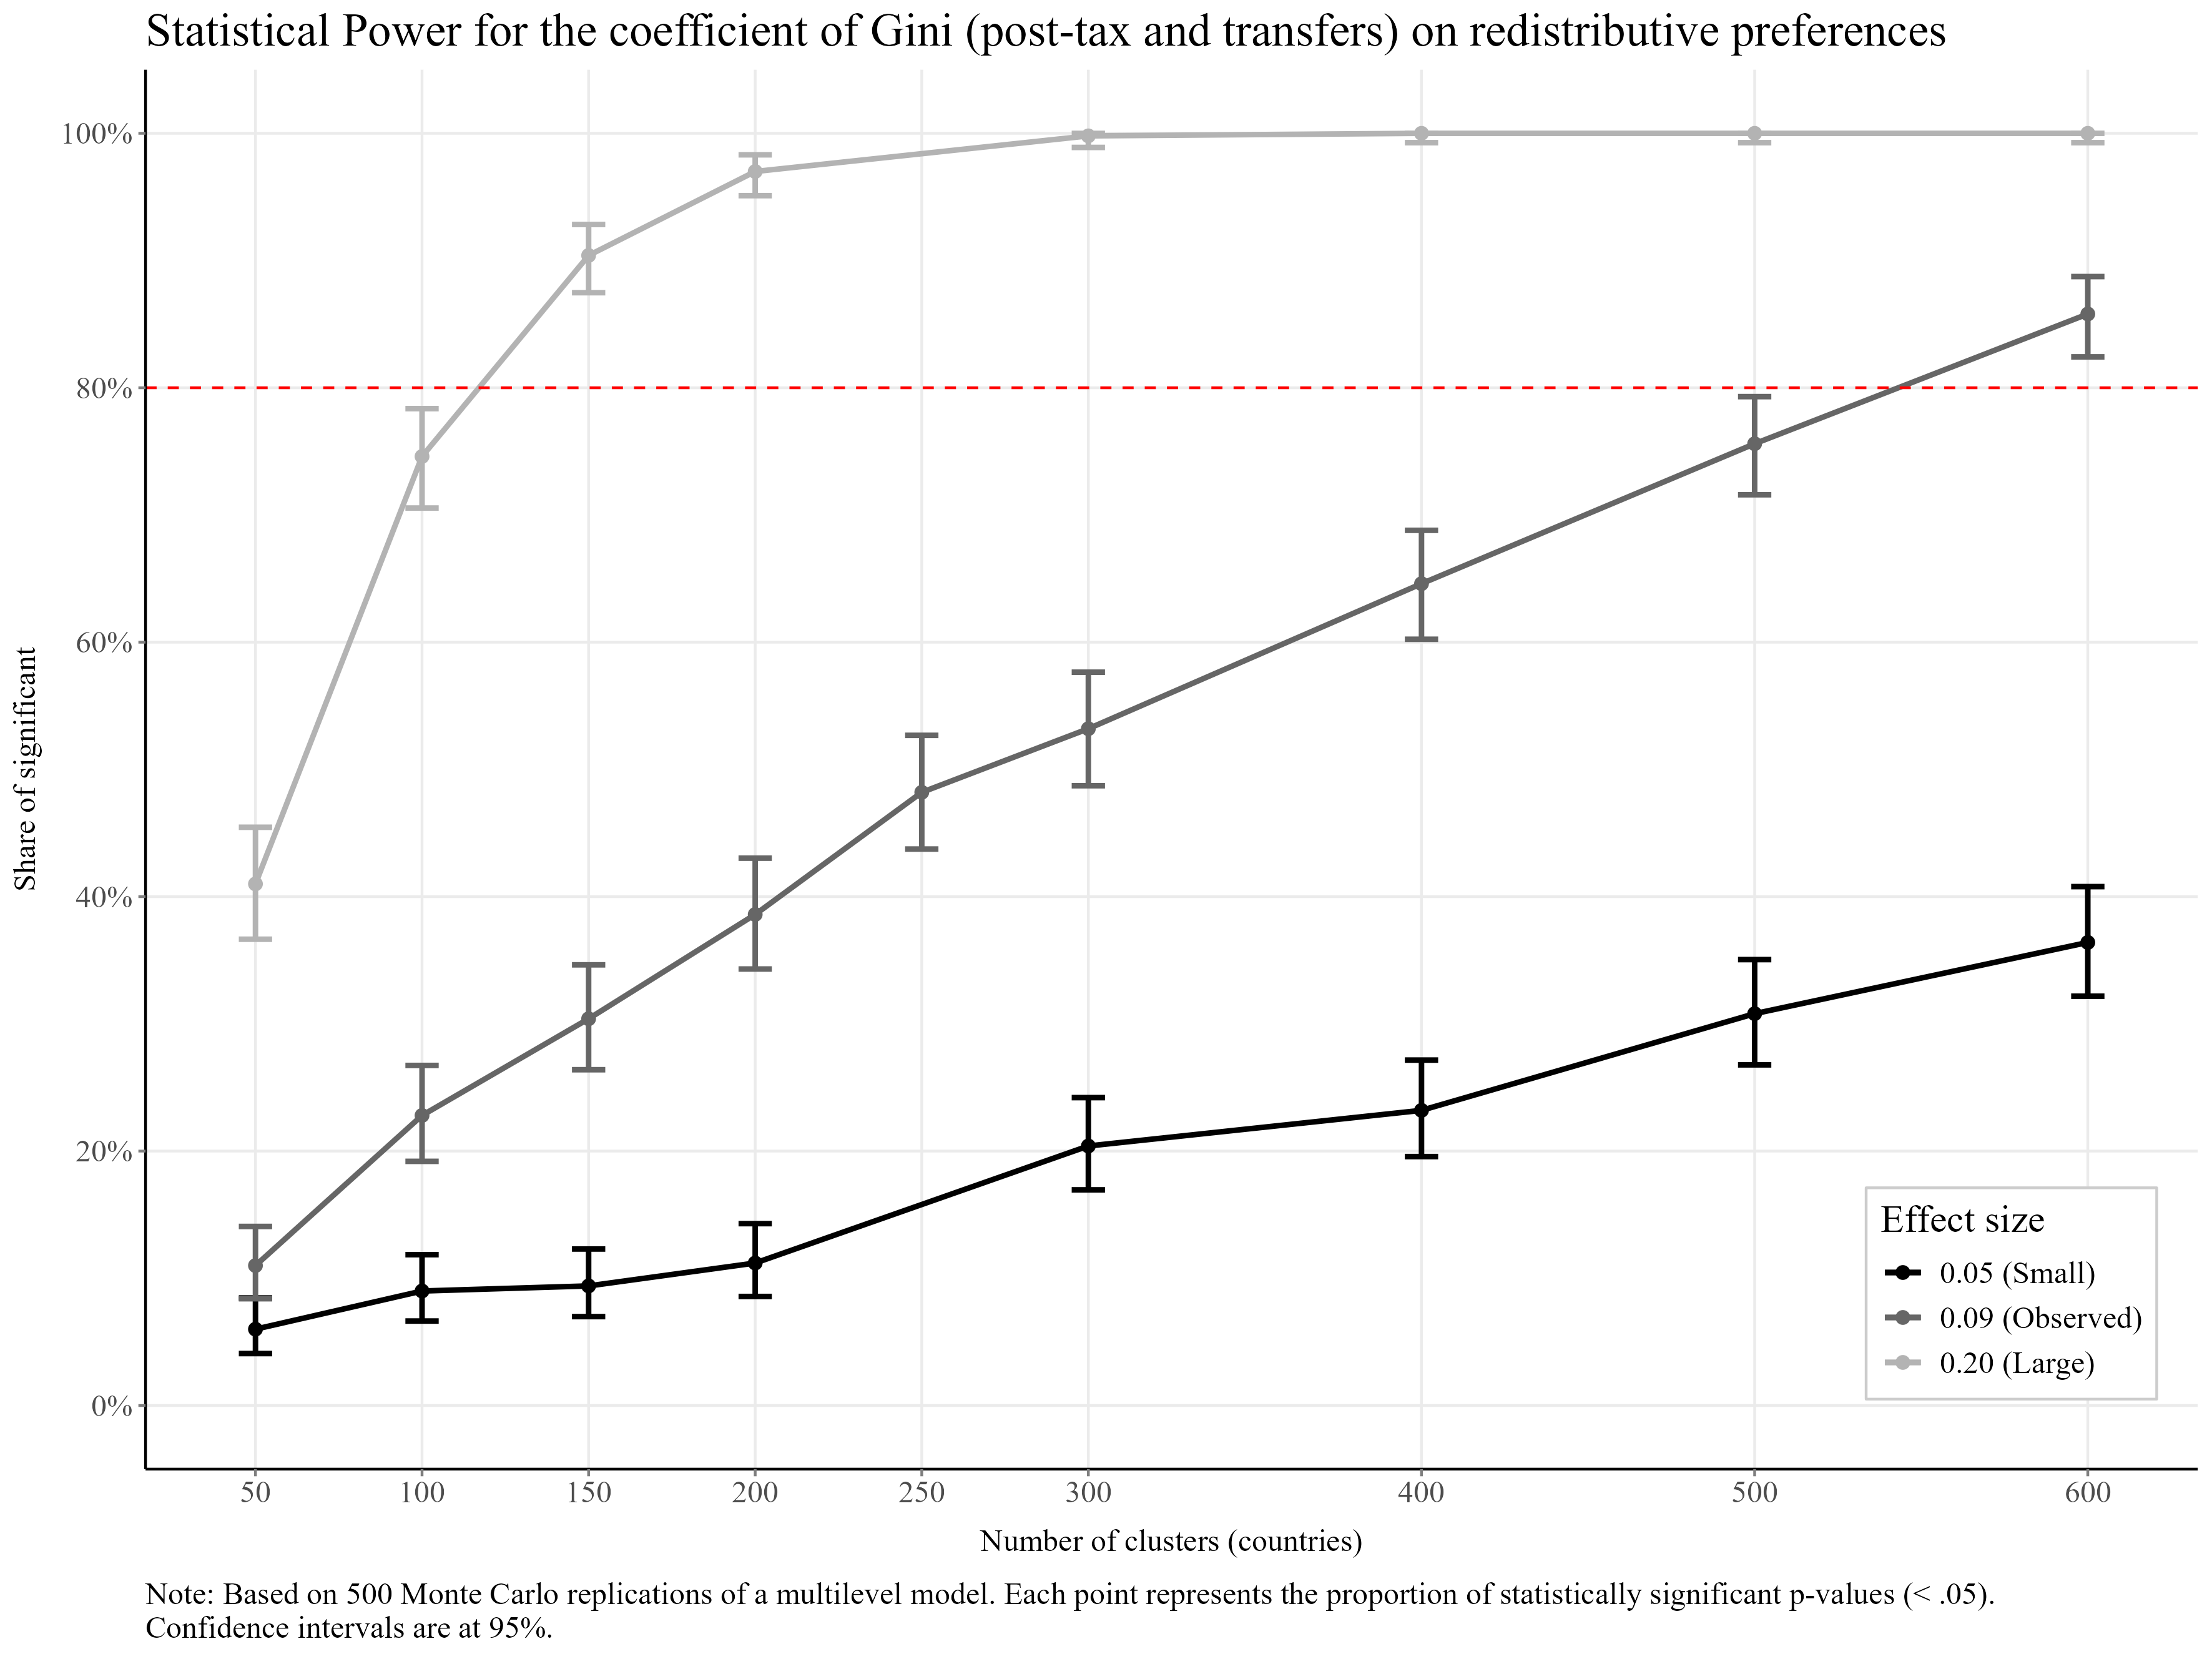 Statistical Power for the coefficient of Gini (post-tax and transfers) on redistributive preferences
Share of significant
100%
80%
60%
40%
20%
0%
50
100
150
200
250
300
400
500
600
Number of clusters (countries)
Effect size
0.05 (Small)
0.09 (Observed)
0.20 (Large)
Note: Based on 500 Monte Carlo replications of a multilevel model. Each point represents the proportion of statistically significant p-values (< .05).
Confidence intervals are at 95%.